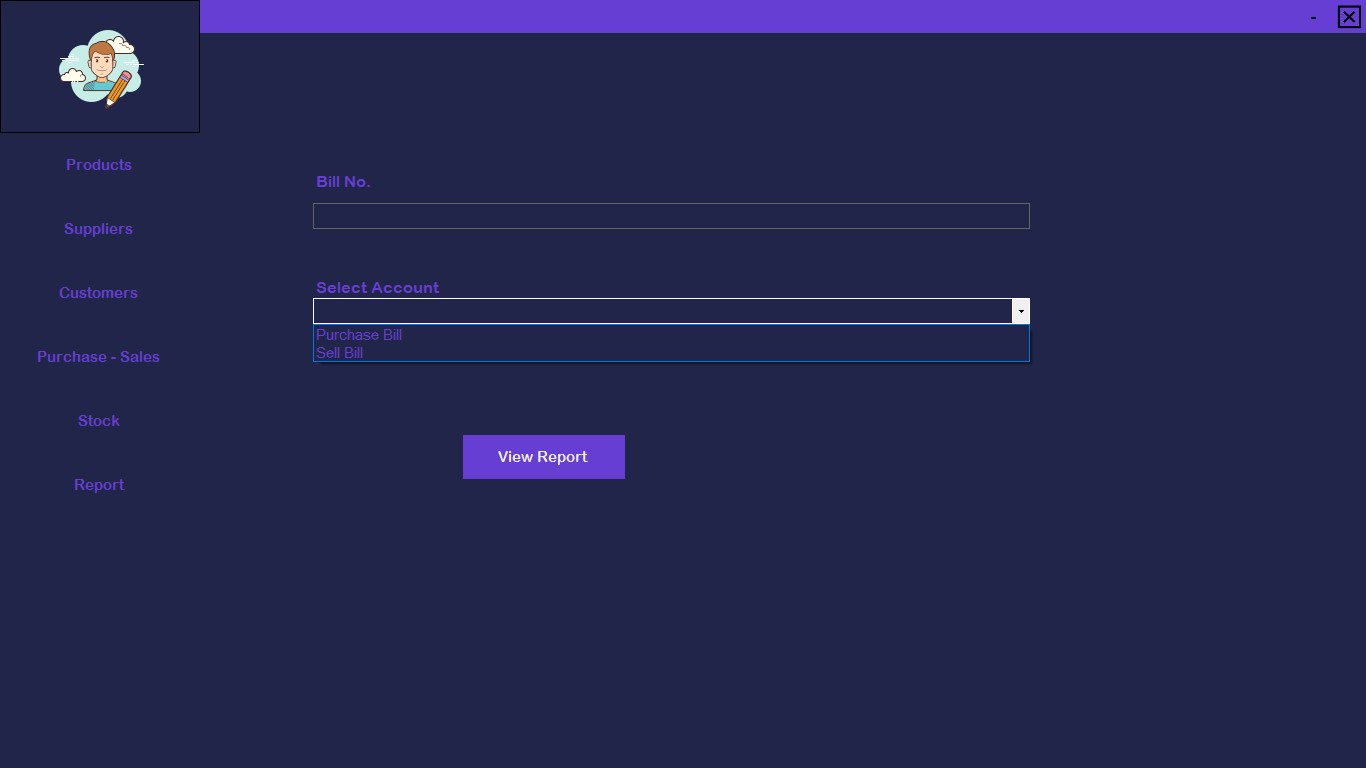 -
Products
Suppliers
Customers
Purchase - Sales
Stock
Report
Bill No.
Select Account
Purchase Bill
Sell Bill
View Report